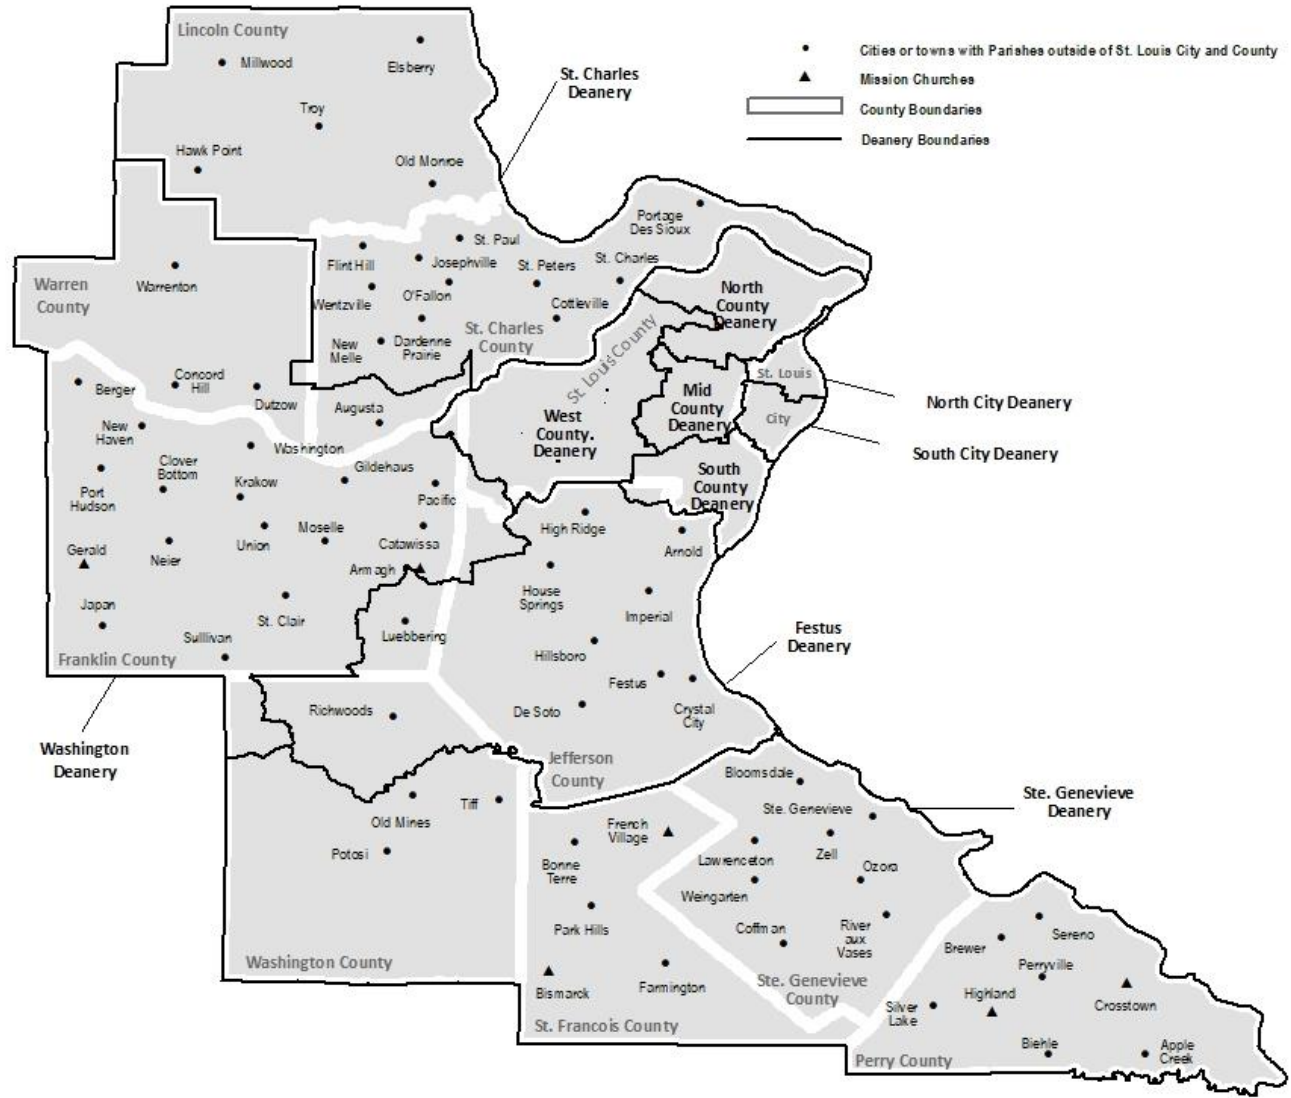 Lincoln County
Millwood
Elsberry
Troy
Hawk Point
Old Monroe
St. Charles
Deanery
Cities or towns with Parishes outside of St. Louis City and County
Mission Churches
County Boundaries
Deanery Boundaries
Portage
Des Sioux
St. Paul
Flint Hill
Josephville
St. Peters
St. Charles
Warren
County
Warrenton
Wentzville
O'Fallon
Cottleville
North
County
Deanery
New
Melle
Dardenne
Prairie
St. Charles
County
St. Louis County
St. Louis
City
North City Deanery
South City Deanery
Mid
County
Deanery
West
County.
Deanery
South
County
Deanery
Berger
Concord
Hill
Dutzow
Augusta
New
Haven
Washington
Clover
Bottom
Gildehaus
Port
Hudson
Krakow
Pacific
Gerald
Neier
Union
Moselle
Catawissa
Armagh
High Ridge
Arnold
House
Springs
Imperial
Japan
St. Clair
Luebbering
Sulllivan
Franklin County
Hillsboro
Festus
Crystal
City
De Soto
Festus
Deanery
Richwoods
Washington
Deanery
Jefferson
County
Bloomsdale
Ste. Genevieve
Ste. Genevieve
Deanery
Old Mines
Tiff
Potosi
French
Village
Bonne
Terre
Lawrenceton
Zell
Ozora
Weingarten
Park Hills
Coffman
River
aux
Vases
Brewer
Sereno
Perryville
Washington County
Bismarck
Farmington
Ste. Genevieve
County
Silver
Lake
Highland
Crosstown
St. Francois County
Biehle
Apple
Creek
Perry County